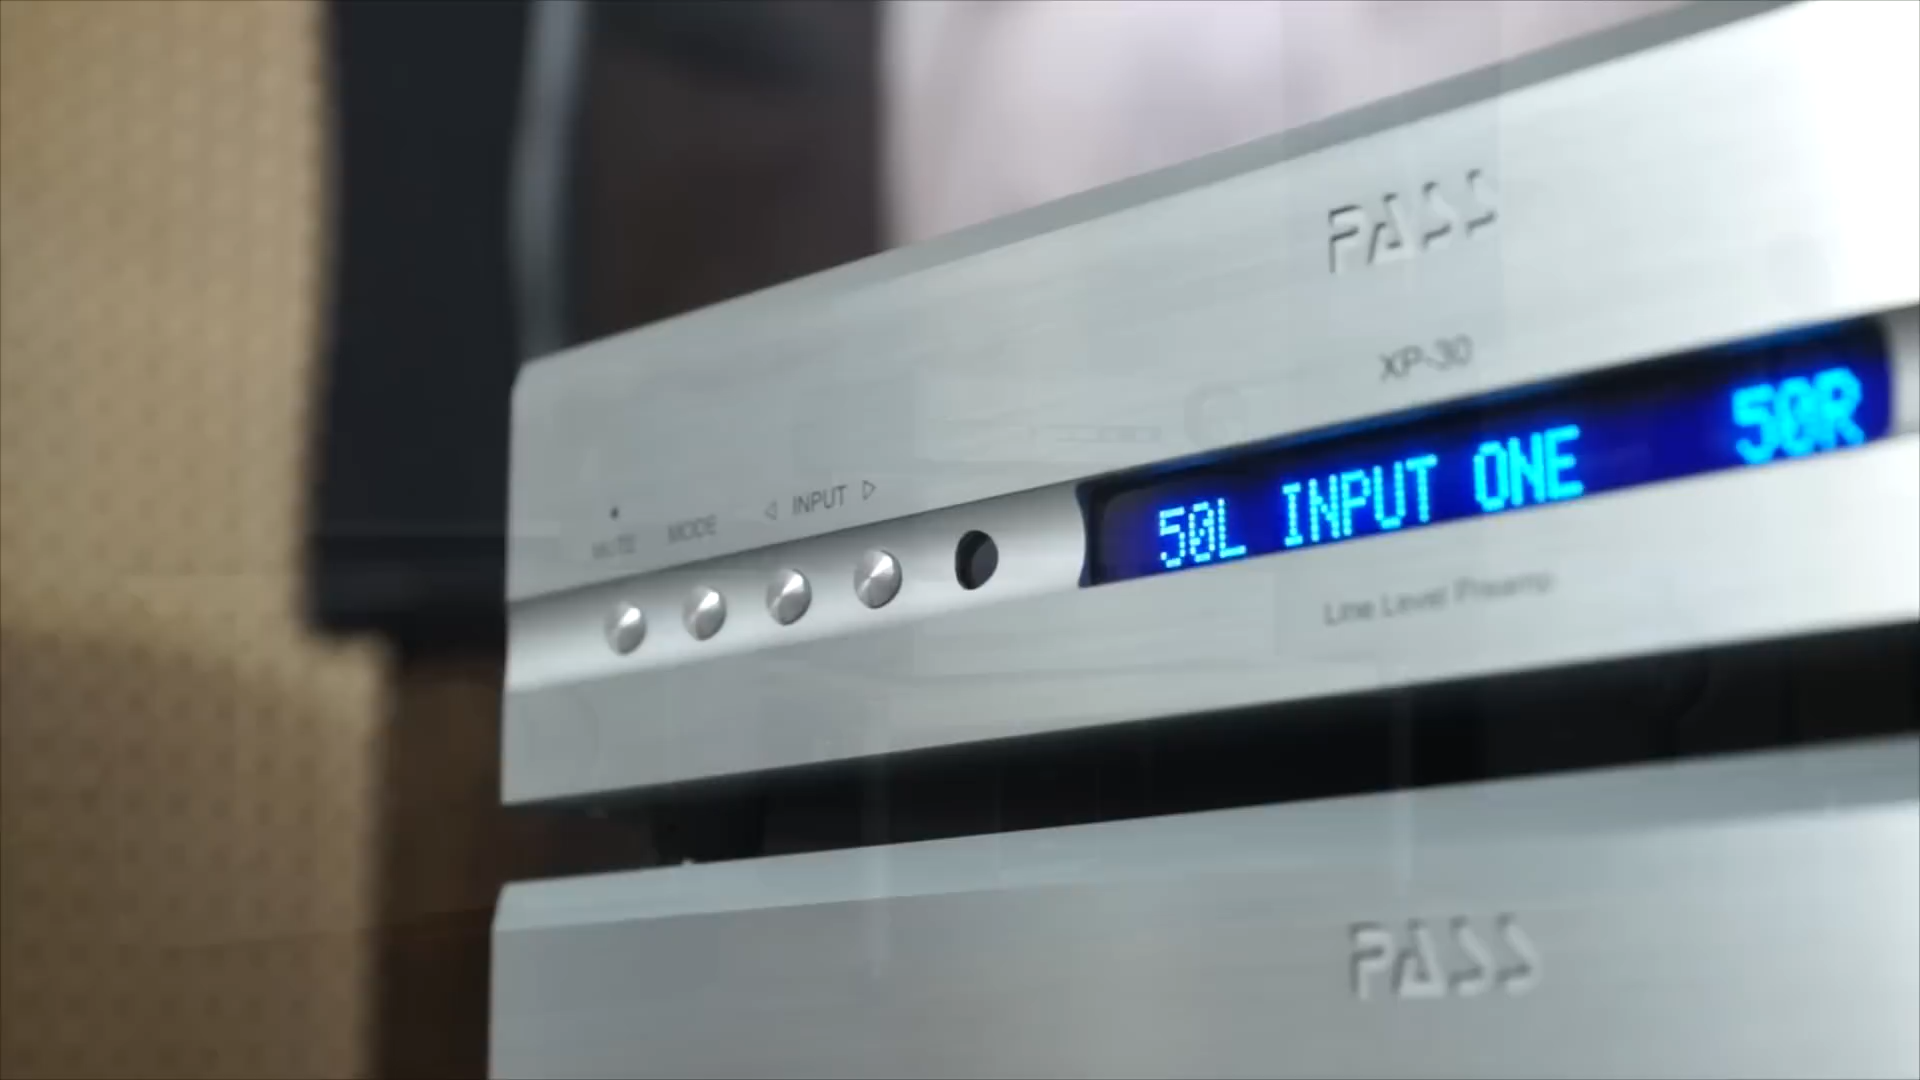 PASS
XP-30
MUTE MODE ◁ INPUT ▷
50L INPUT ONE 50R
Line Level Preamp
PASS